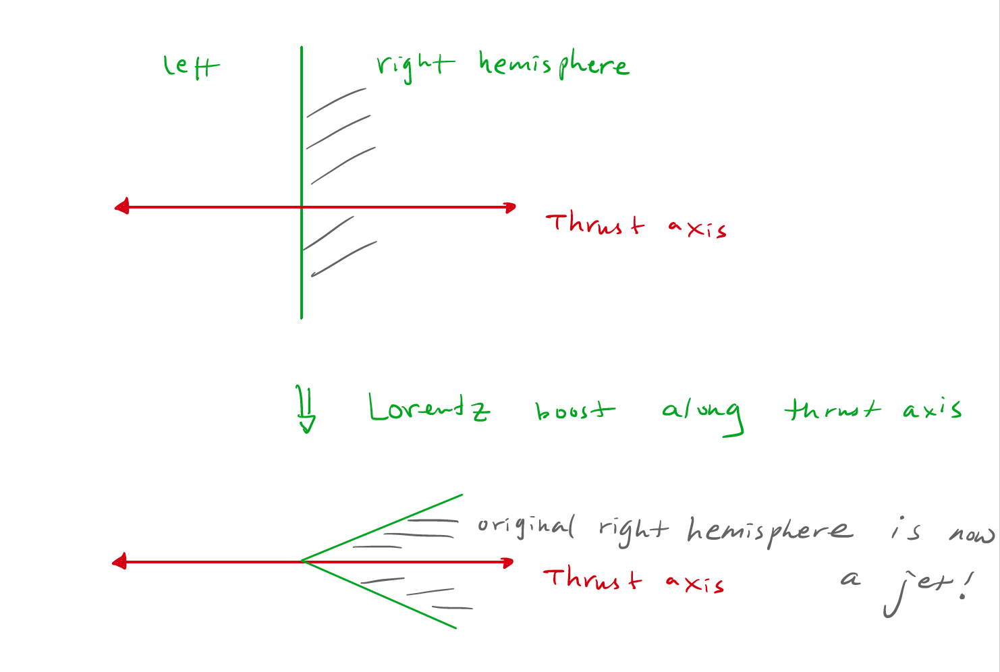 left right hemisphere
Thrust axis
Lorentz boost along thrust axis
original right hemisphere is now
Thrust axis a jet!